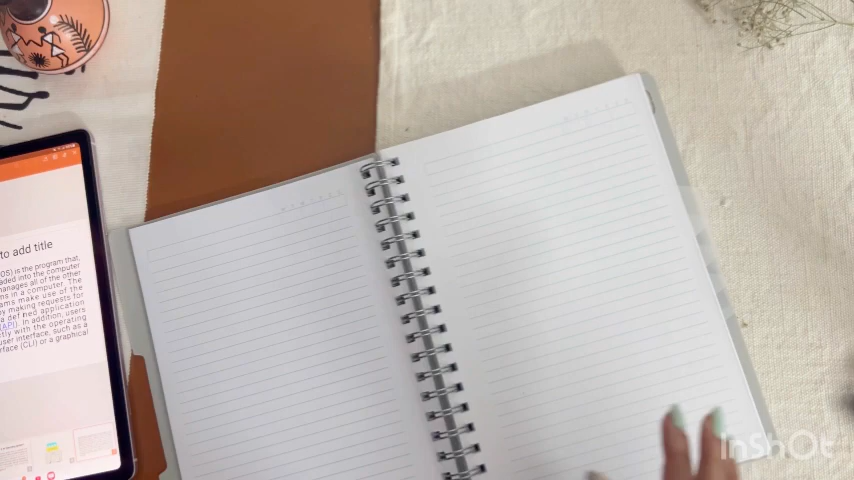 to add title
OS) is the program that,
aded into the computer
manages all of the other
ms in a computer. The
ams make use of the
by making requests for
a defined application
(API). In addition, users
ctly with the operating
user interface, such as a
rface (CLI) or a graphical
InShOt